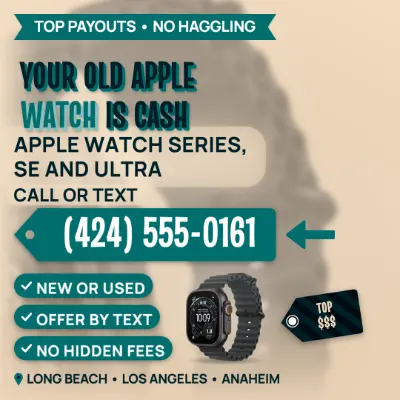 TOP PAYOUTS • NO HAGGLING
YOUR OLD APPLE
WATCH IS CASH
APPLE WATCH SERIES,
SE AND ULTRA
CALL OR TEXT
(424) 555-0161
NEW OR USED
OFFER BY TEXT
NO HIDDEN FEES
TOP
$$$
LONG BEACH • LOS ANGELES • ANAHEIM